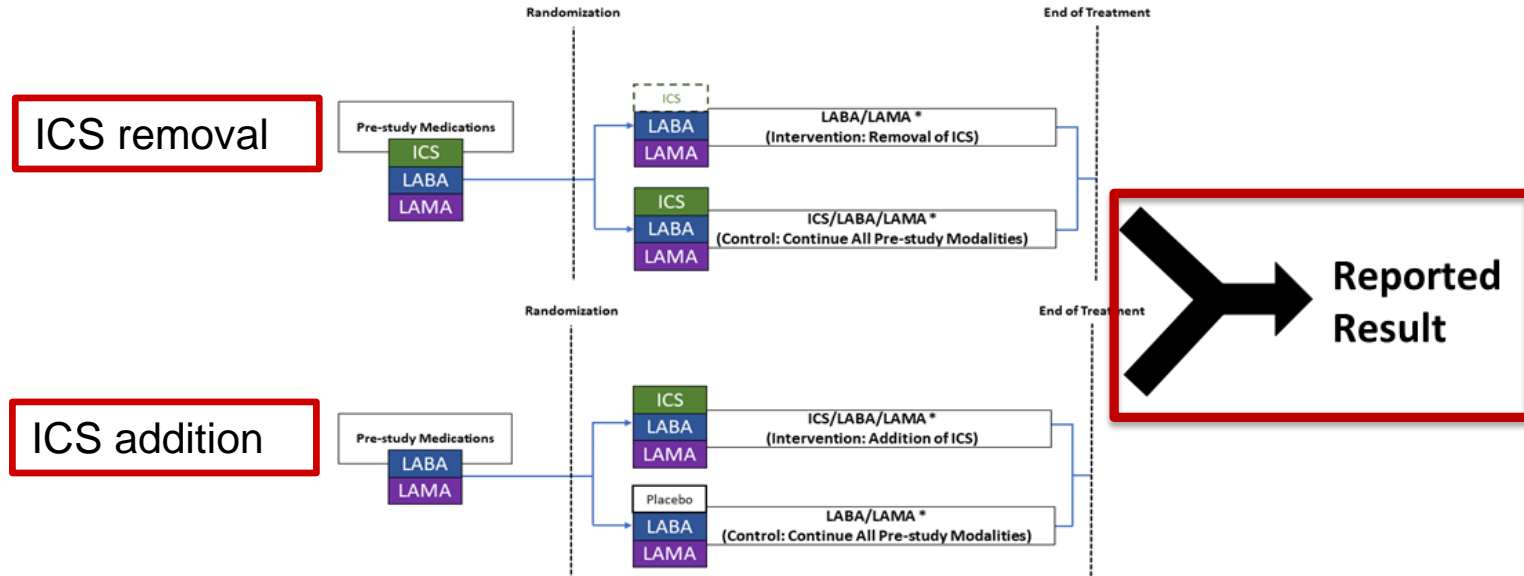 Randomization
End of Treatment
ICS removal
Pre-study Medications
ICS
LABA
LAMA
ICS
LABA
LAMA
LABA/LAMA *
(Intervention: Removal of ICS)
ICS
LABA
LAMA
ICS/LABA/LAMA *
(Control: Continue All Pre-study Modalities)
Reported
Result
Randomization
End of Treatment
ICS addition
Pre-study Medications
LABA
LAMA
ICS
LABA
LAMA
ICS/LABA/LAMA *
(Intervention: Addition of ICS)
Placebo
LABA
LAMA
LABA/LAMA *
(Control: Continue All Pre-study Modalities)